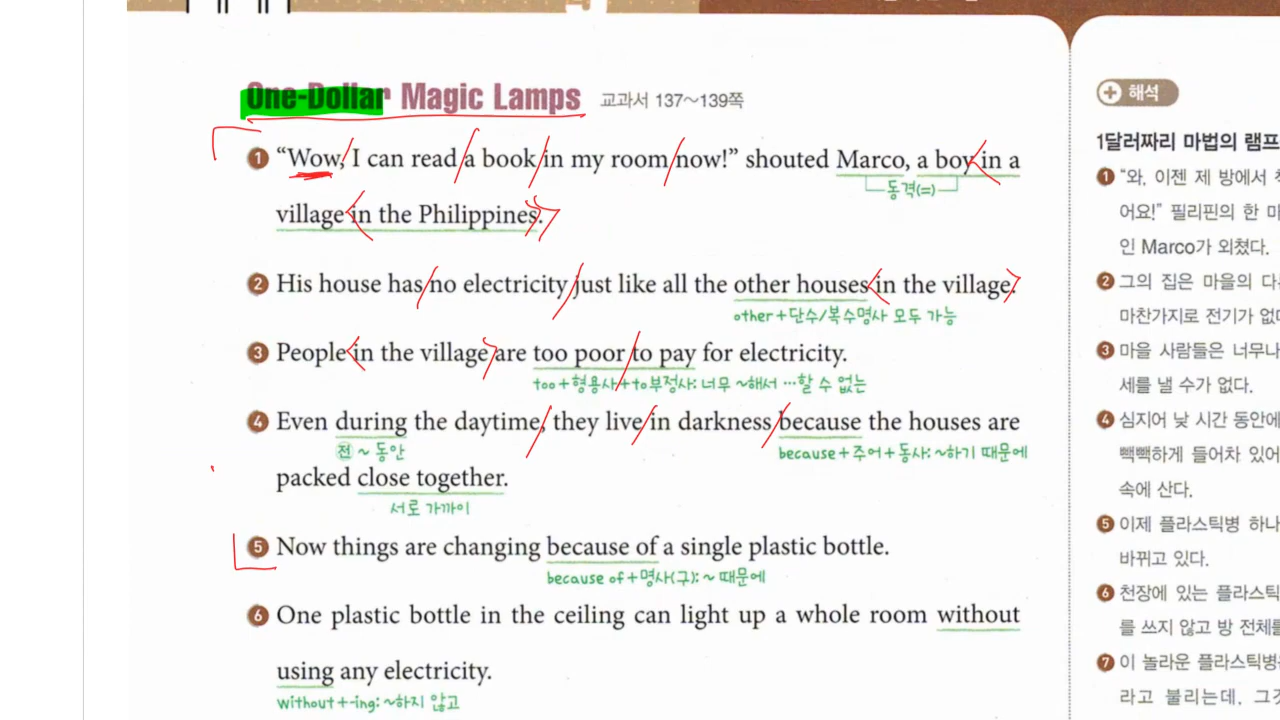 One-Dollar Magic Lamps 교과서 137~139쪽
① “Wow, I can read a book in my room now!” shouted Marco, a boy in a
동격(=)
village in the Philippines.
② His house has no electricity just like all the other houses in the village.
other+단수/복수명사 모두 가능
③ People in the village are too poor to pay for electricity.
too+형용사+to부정사: 너무 ~해서 …할 수 없는
④ Even during the daytime, they live in darkness because the houses are
전 ~ 동안
because+주어+동사: ~하기 때문에
packed close together.
서로 가까이
⑤ Now things are changing because of a single plastic bottle.
because of+명사(구): ~ 때문에
⑥ One plastic bottle in the ceiling can light up a whole room without
using any electricity.
without+-ing: ~하지 않고
해석
1달러짜리 마법의 램프
① “와, 이젠 제 방에서
어요!” 필리핀의 한
인 Marco가 외쳤다.
② 그의 집은 마을의
마찬가지로 전기가
③ 마을 사람들은 너무나
세를 낼 수가 없다.
④ 심지어 낮 시간 동안에
빽빽하게 들어차 있어
속에 산다.
⑤ 이제 플라스틱병 하나
바뀌고 있다.
⑥ 천장에 있는 플라스틱
를 쓰지 않고 방 전체를
⑦ 이 놀라운 플라스틱병은
라고 불리는데, 그것